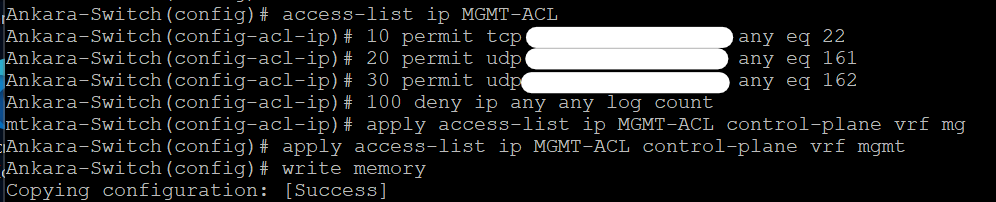 Ankara-Switch(config)# access-list ip MGMT-ACL
Ankara-Switch(config-acl-ip)# 10 permit tcp any eq 22
Ankara-Switch(config-acl-ip)# 20 permit udp any eq 161
Ankara-Switch(config-acl-ip)# 30 permit udp any eq 162
Ankara-Switch(config-acl-ip)# 100 deny ip any any log count
mtkara-Switch(config-acl-ip)# apply access-list ip MGMT-ACL control-plane vrf mg
Ankara-Switch(config)# apply access-list ip MGMT-ACL control-plane vrf mgmt
Ankara-Switch(config)# write memory
Copying configuration: [Success]